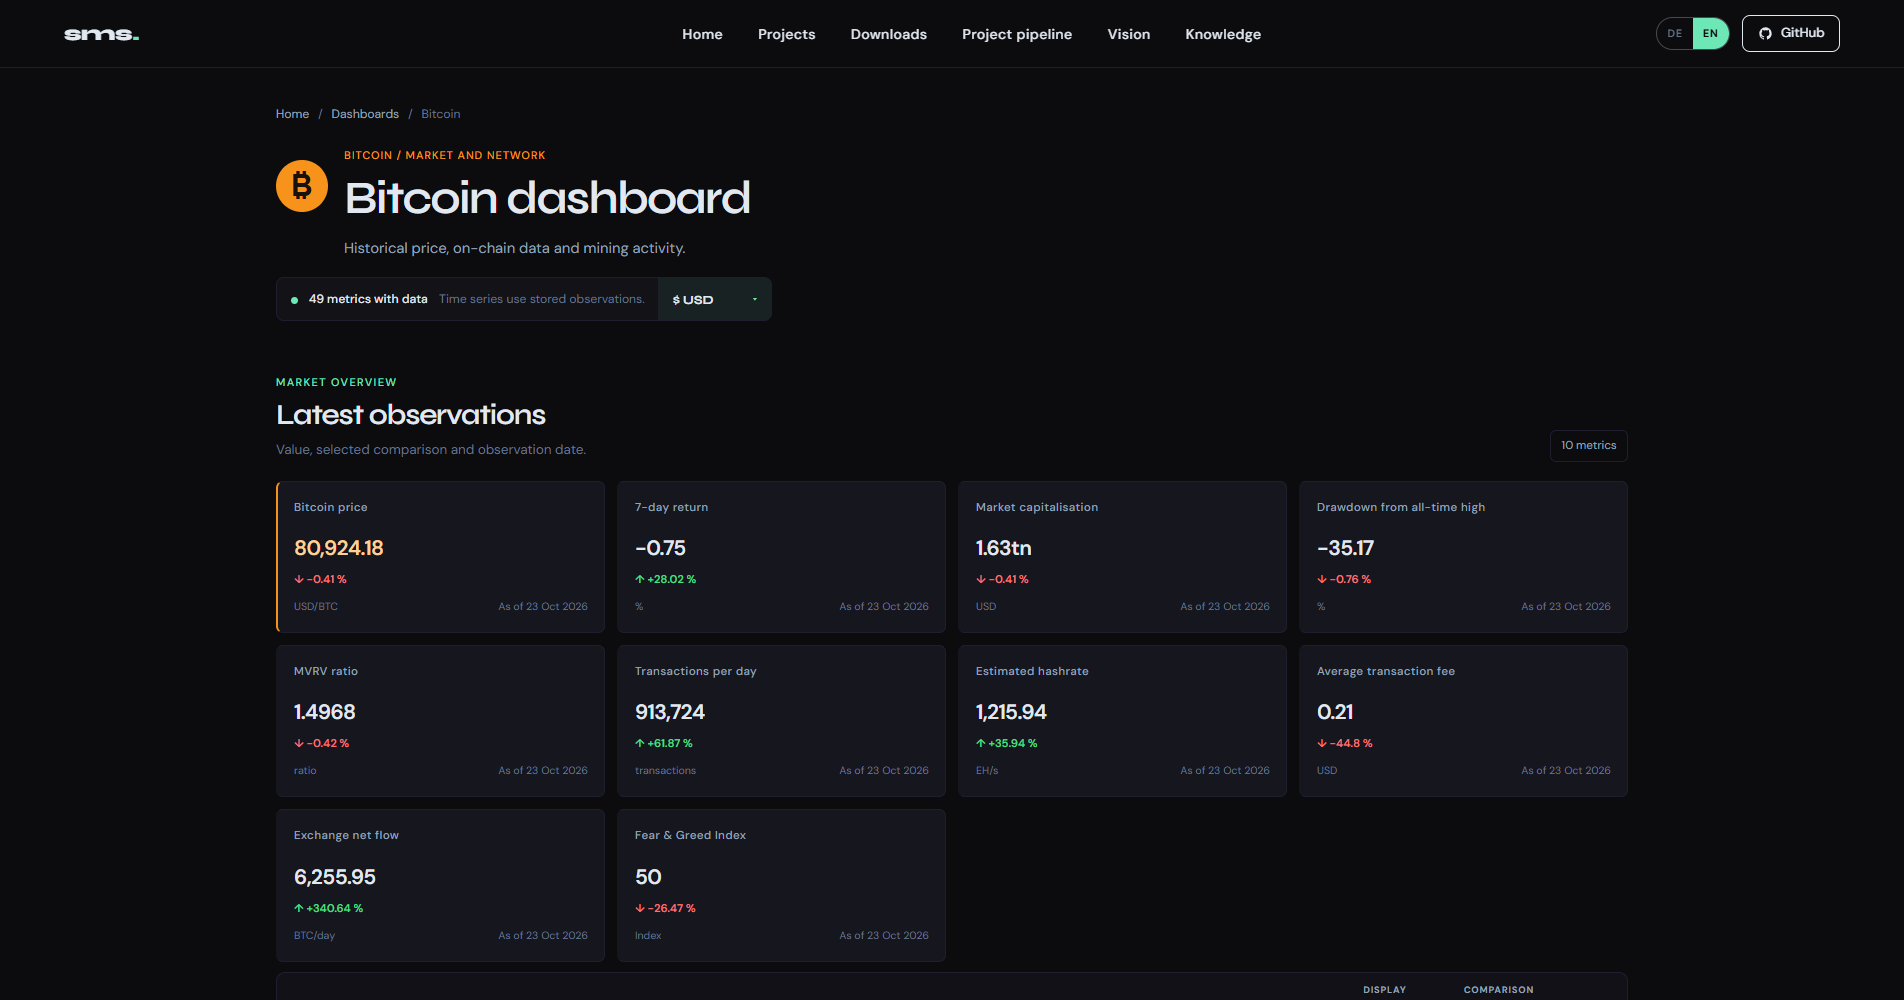 sms.
Home Projects Downloads Project pipeline Vision Knowledge
DE EN GitHub
Home / Dashboards / Bitcoin
BITCOIN / MARKET AND NETWORK
Bitcoin dashboard
Historical price, on-chain data and mining activity.
49 metrics with data Time series use stored observations. $ USD
MARKET OVERVIEW
Latest observations
Value, selected comparison and observation date.
10 metrics
Bitcoin price
80,924.18
↓ -0.41 %
USD/BTC As of 23 Oct 2026
7-day return
-0.75
↑ +28.02 %
% As of 23 Oct 2026
Market capitalisation
1.63tn
↓ -0.41 %
USD As of 23 Oct 2026
Drawdown from all-time high
-35.17
↓ -0.76 %
% As of 23 Oct 2026
MVRV ratio
1.4968
↓ -0.42 %
ratio As of 23 Oct 2026
Transactions per day
913,724
↑ +61.87 %
transactions As of 23 Oct 2026
Estimated hashrate
1,215.94
↑ +35.94 %
EH/s As of 23 Oct 2026
Average transaction fee
0.21
↓ -44.8 %
USD As of 23 Oct 2026
Exchange net flow
6,255.95
↑ +340.64 %
BTC/day As of 23 Oct 2026
Fear & Greed Index
50
↓ -26.47 %
Index As of 23 Oct 2026
DISPLAY COMPARISON